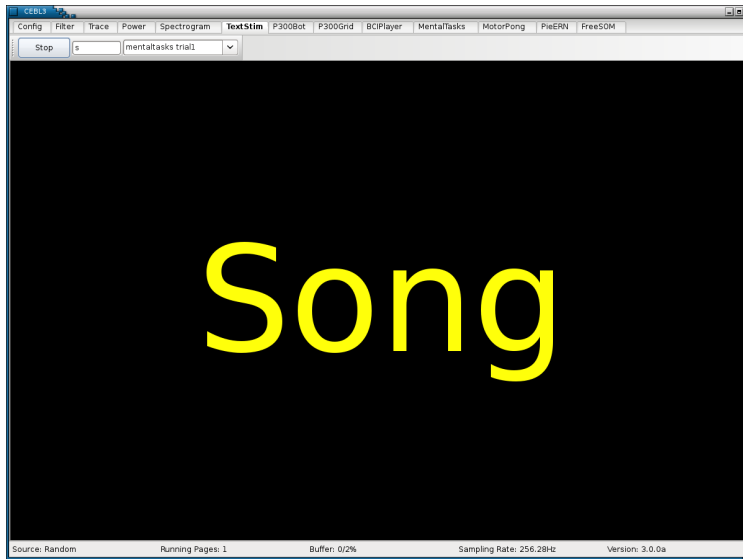 CEBL3
Config Filter Trace Power Spectrogram TextStim P300Bot P300Grid BCIPlayer MentalTasks MotorPong PieERN FreeSOM
Stop s mentaltasks trial1
Song
Source: Random Running Pages: 1 Buffer: 0/2% Sampling Rate: 256.28Hz Version: 3.0.0a